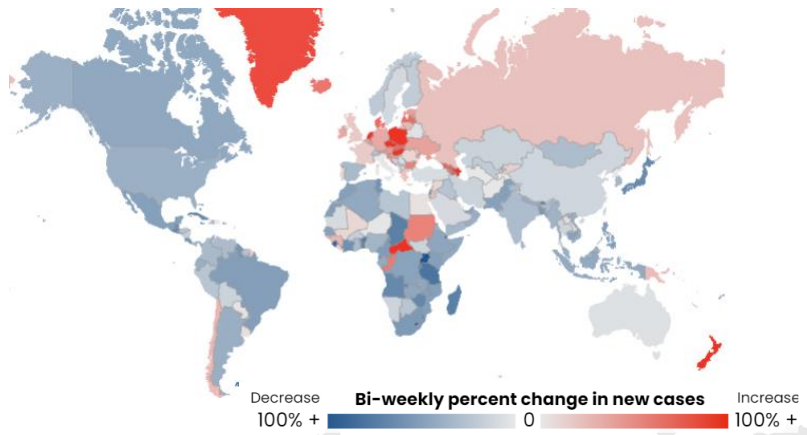 Decrease Bi-weekly percent change in new cases Increase
100% + 0 100% +